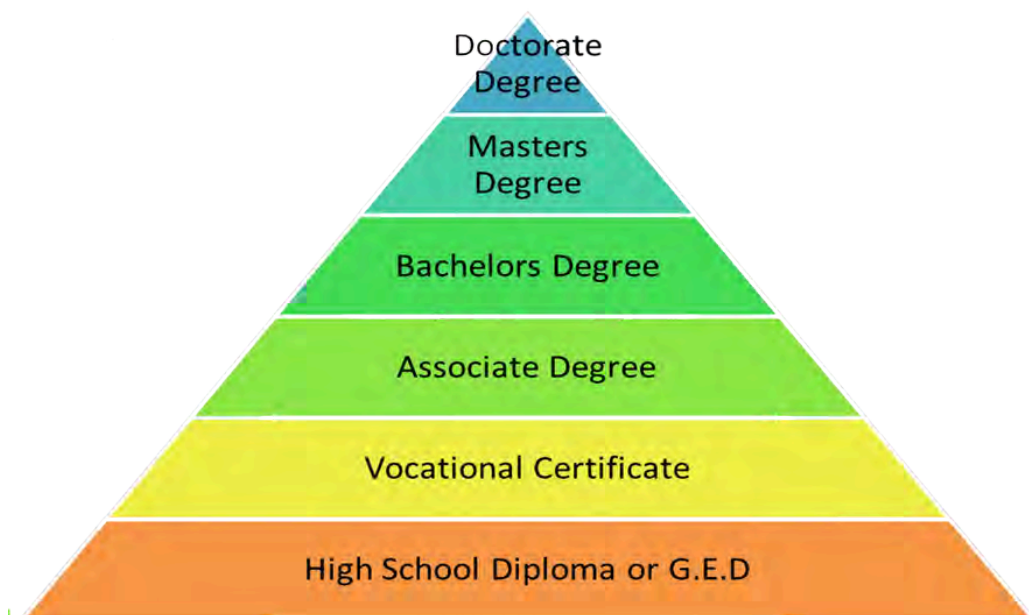 Doctorate
Degree
Masters
Degree
Bachelors Degree
Associate Degree
Vocational Certificate
High School Diploma or G.E.D